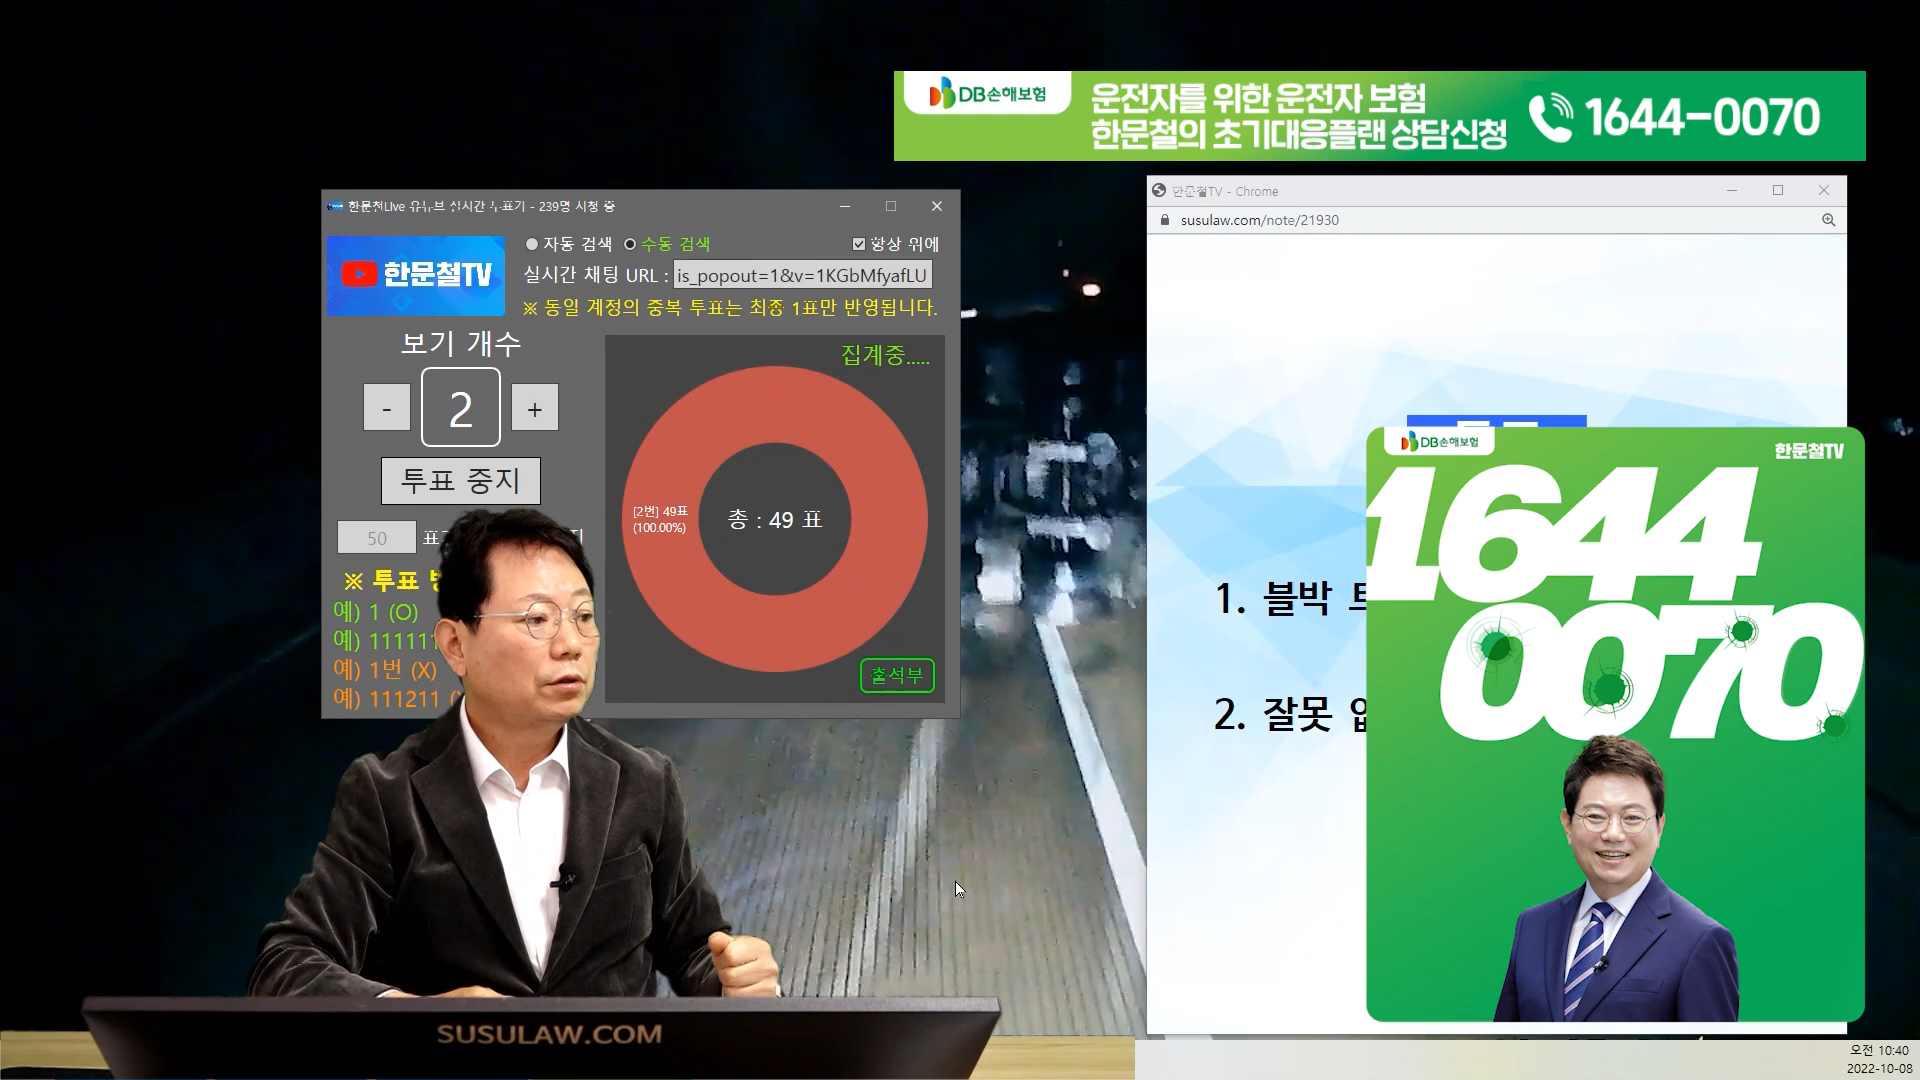 DB손해보험
운전자를 위한 운전자 보험
한문철의 초기대응플랜 상담신청
1644-0070
한문철Live 유튜브 실시간 투표기 - 239명 시청 중
한문철TV
자동 검색 수동 검색
항상 위에
실시간 채팅 URL : is_popout=1&v=1KGbMfyafLU
※ 동일 계정의 중복 투표는 최종 1표만 반영됩니다.
보기 개수
- 2 +
투표 중지
50
※ 투표
예) 1 (O)
예) 111111
예) 1번 (X)
예) 111211
집계중.....
[2번] 49표
(100.00%)
총 : 49 표
출석부
한문철TV - Chrome
susulaw.com/note/21930
1. 블박
2. 잘못
DB손해보험
한문철TV
1644
0070
SUSULAW.COM
오전 10:40
2022-10-08